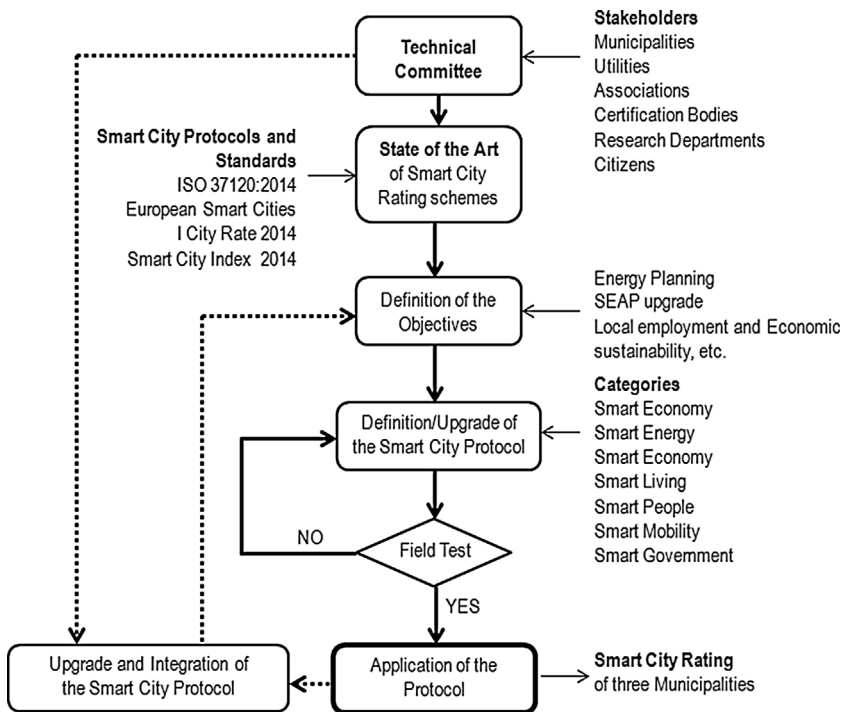 Technical
Committee
Stakeholders
Municipalities
Utilities
Associations
Certification Bodies
Research Departments
Citizens
Smart City Protocols and
Standards
ISO 37120:2014
European Smart Cities
I City Rate 2014
Smart City Index 2014
State of the Art
of Smart City
Rating schemes
Definition of the
Objectives
Energy Planning
SEAP upgrade
Local employment and Economic
sustainability, etc.
Definition/Upgrade of
the Smart City Protocol
Categories
Smart Economy
Smart Energy
Smart Economy
Smart Living
Smart People
Smart Mobility
Smart Government
NO
Field Test
YES
Upgrade and Integration of
the Smart City Protocol
Application of the
Protocol
Smart City Rating
of three Municipalities